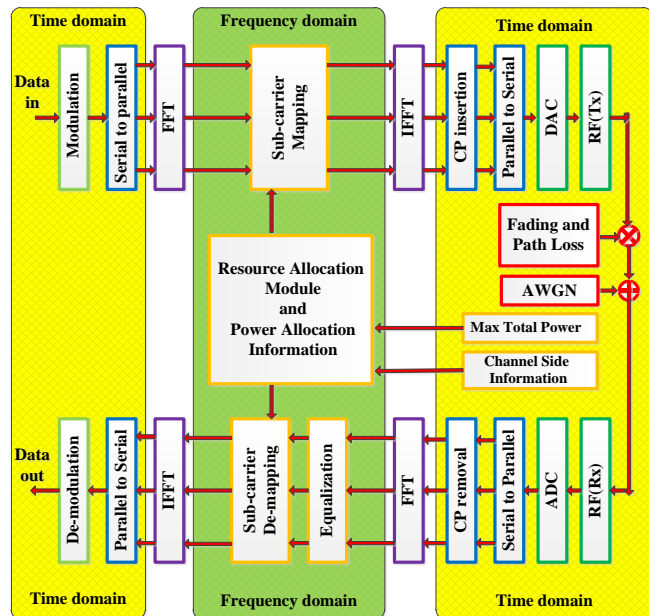 Time domain
Frequency domain
Time domain
Data
in
Modulation
Serial to parallel
FFT
Sub-carrier
Mapping
IFFT
CP insertion
Parallel to Serial
DAC
RF(Tx)
Fading and
Path Loss
AWGN
Resource Allocation
Module
and
Power Allocation
Information
Max Total Power
Channel Side
Information
Data
out
De-modulation
Parallel to Serial
IFFT
Sub-carrier
De-mapping
Equalization
FFT
CP removal
Serial to Parallel
ADC
RF(Rx)
Time domain
Frequency domain
Time domain